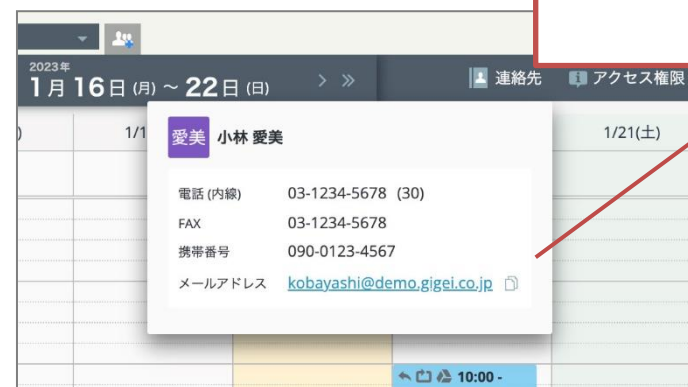 2023年
1月 16日 (月) ~ 22日 (日)
連絡先
アクセス権限
)
1/1
1/21(土)
愛美 小林 愛美
電話 (内線) 03-1234-5678 (30)
FAX 03-1234-5678
携帯番号 090-0123-4567
メールアドレス kobayashi@demo.gigei.co.jp
10:00 -